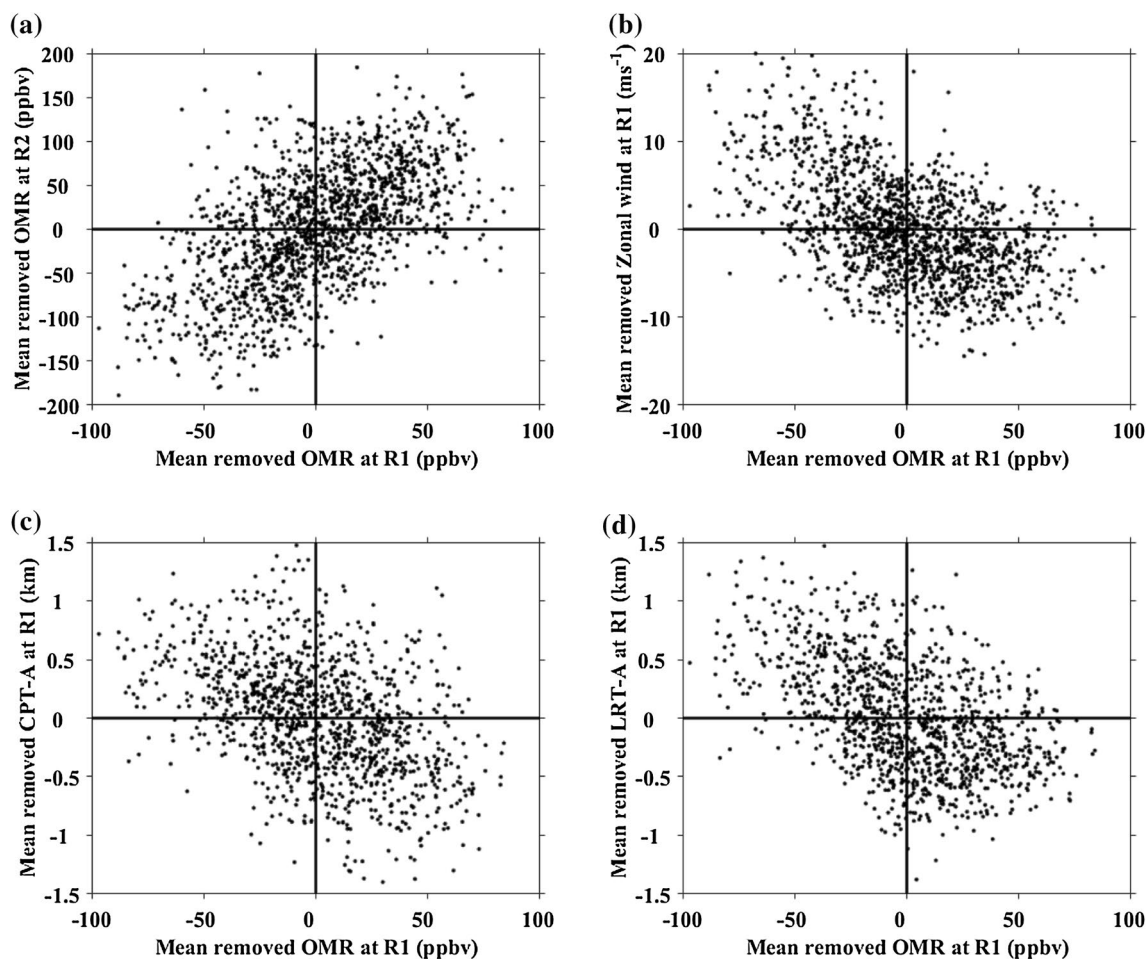 (a)
200
150
100
50
0
-50
-100
-150
-200
Mean removed OMR at R2 (ppbv)
-100 -50 0 50 100
Mean removed OMR at R1 (ppbv)
(b)
20
10
0
-10
-20
Mean removed Zonal wind at R1 (ms⁻¹)
-100 -50 0 50 100
Mean removed OMR at R1 (ppbv)
(c)
1.5
1
0.5
0
-0.5
-1
-1.5
Mean removed CPT-A at R1 (km)
-100 -50 0 50 100
Mean removed OMR at R1 (ppbv)
(d)
1.5
1
0.5
0
-0.5
-1
-1.5
Mean removed LRT-A at R1 (km)
-100 -50 0 50 100
Mean removed OMR at R1 (ppbv)